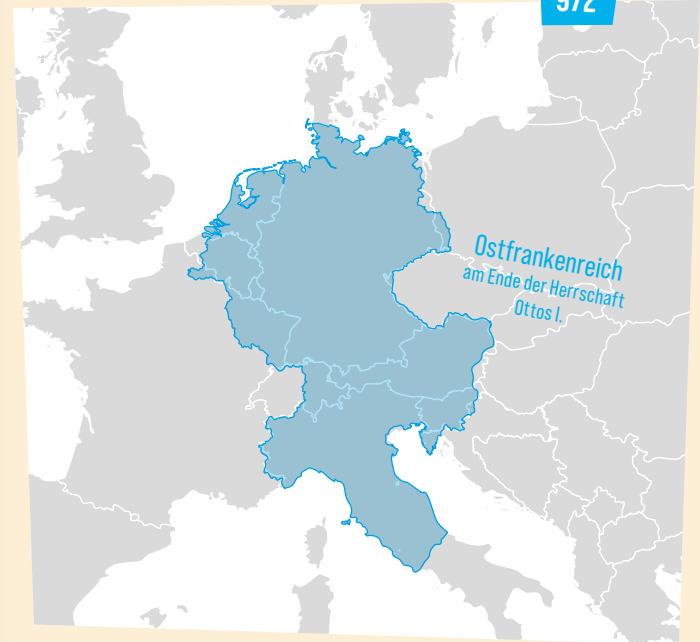 972
Ostfrankenreich
am Ende der Herrschaft
Ottos I.